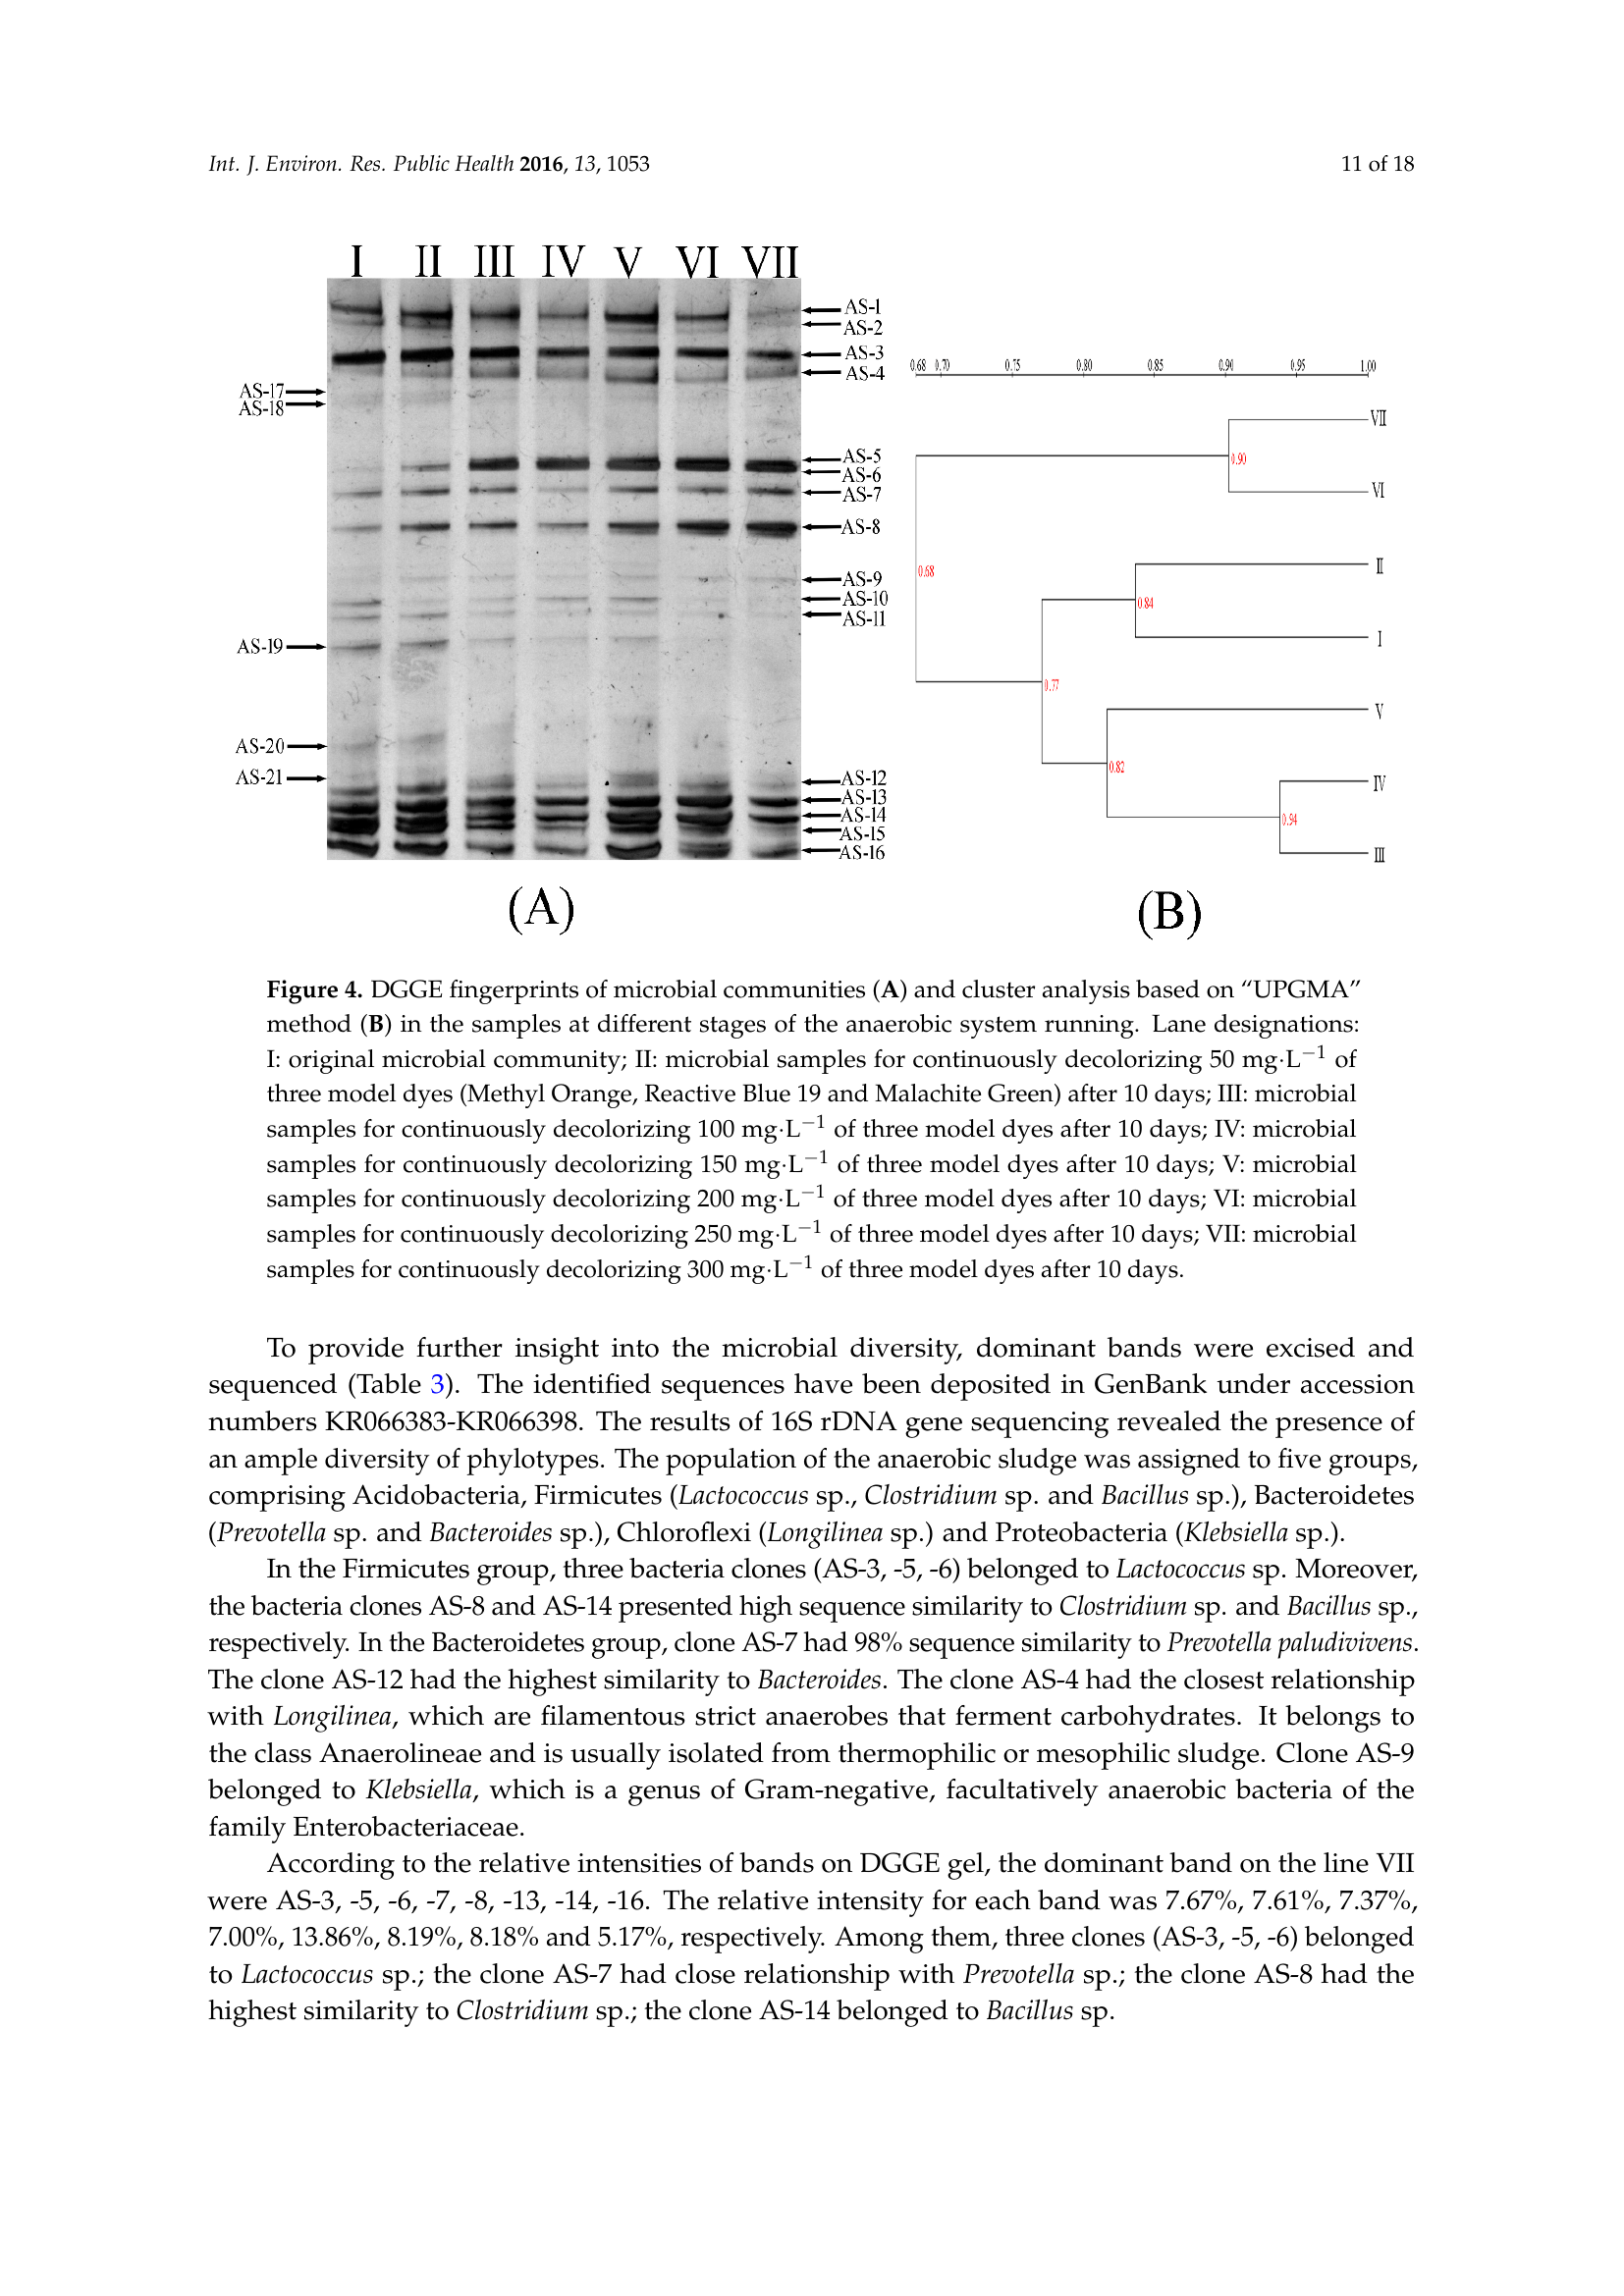 Int. J. Environ. Res. Public Health 2016, 13, 1053
11 of 18
I II III IV V VI VII
AS-1
AS-2
AS-3
AS-4
AS-17
AS-18
AS-5
AS-6
AS-7
AS-8
AS-9
AS-10
AS-11
AS-19
AS-20
AS-21
AS-12
AS-13
AS-14
AS-15
AS-16
(A)
0.68 0.70 0.75 0.80 0.85 0.90 0.95 1.00
VII
0.90
VI
II
0.68
0.84
I
0.77
V
0.82
IV
0.94
III
(B)
Figure 4. DGGE fingerprints of microbial communities (A) and cluster analysis based on “UPGMA”
method (B) in the samples at different stages of the anaerobic system running. Lane designations:
I: original microbial community; II: microbial samples for continuously decolorizing 50 mg·L−1 of
three model dyes (Methyl Orange, Reactive Blue 19 and Malachite Green) after 10 days; III: microbial
samples for continuously decolorizing 100 mg·L−1 of three model dyes after 10 days; IV: microbial
samples for continuously decolorizing 150 mg·L−1 of three model dyes after 10 days; V: microbial
samples for continuously decolorizing 200 mg·L−1 of three model dyes after 10 days; VI: microbial
samples for continuously decolorizing 250 mg·L−1 of three model dyes after 10 days; VII: microbial
samples for continuously decolorizing 300 mg·L−1 of three model dyes after 10 days.
To provide further insight into the microbial diversity, dominant bands were excised and
sequenced (Table 3). The identified sequences have been deposited in GenBank under accession
numbers KR066383-KR066398. The results of 16S rDNA gene sequencing revealed the presence of
an ample diversity of phylotypes. The population of the anaerobic sludge was assigned to five groups,
comprising Acidobacteria, Firmicutes (Lactococcus sp., Clostridium sp. and Bacillus sp.), Bacteroidetes
(Prevotella sp. and Bacteroides sp.), Chloroflexi (Longilinea sp.) and Proteobacteria (Klebsiella sp.).
In the Firmicutes group, three bacteria clones (AS-3, -5, -6) belonged to Lactococcus sp. Moreover,
the bacteria clones AS-8 and AS-14 presented high sequence similarity to Clostridium sp. and Bacillus sp.,
respectively. In the Bacteroidetes group, clone AS-7 had 98% sequence similarity to Prevotella paludivivens.
The clone AS-12 had the highest similarity to Bacteroides. The clone AS-4 had the closest relationship
with Longilinea, which are filamentous strict anaerobes that ferment carbohydrates. It belongs to
the class Anaerolineae and is usually isolated from thermophilic or mesophilic sludge. Clone AS-9
belonged to Klebsiella, which is a genus of Gram-negative, facultatively anaerobic bacteria of the
family Enterobacteriaceae.
According to the relative intensities of bands on DGGE gel, the dominant band on the line VII
were AS-3, -5, -6, -7, -8, -13, -14, -16. The relative intensity for each band was 7.67%, 7.61%, 7.37%,
7.00%, 13.86%, 8.19%, 8.18% and 5.17%, respectively. Among them, three clones (AS-3, -5, -6) belonged
to Lactococcus sp.; the clone AS-7 had close relationship with Prevotella sp.; the clone AS-8 had the
highest similarity to Clostridium sp.; the clone AS-14 belonged to Bacillus sp.